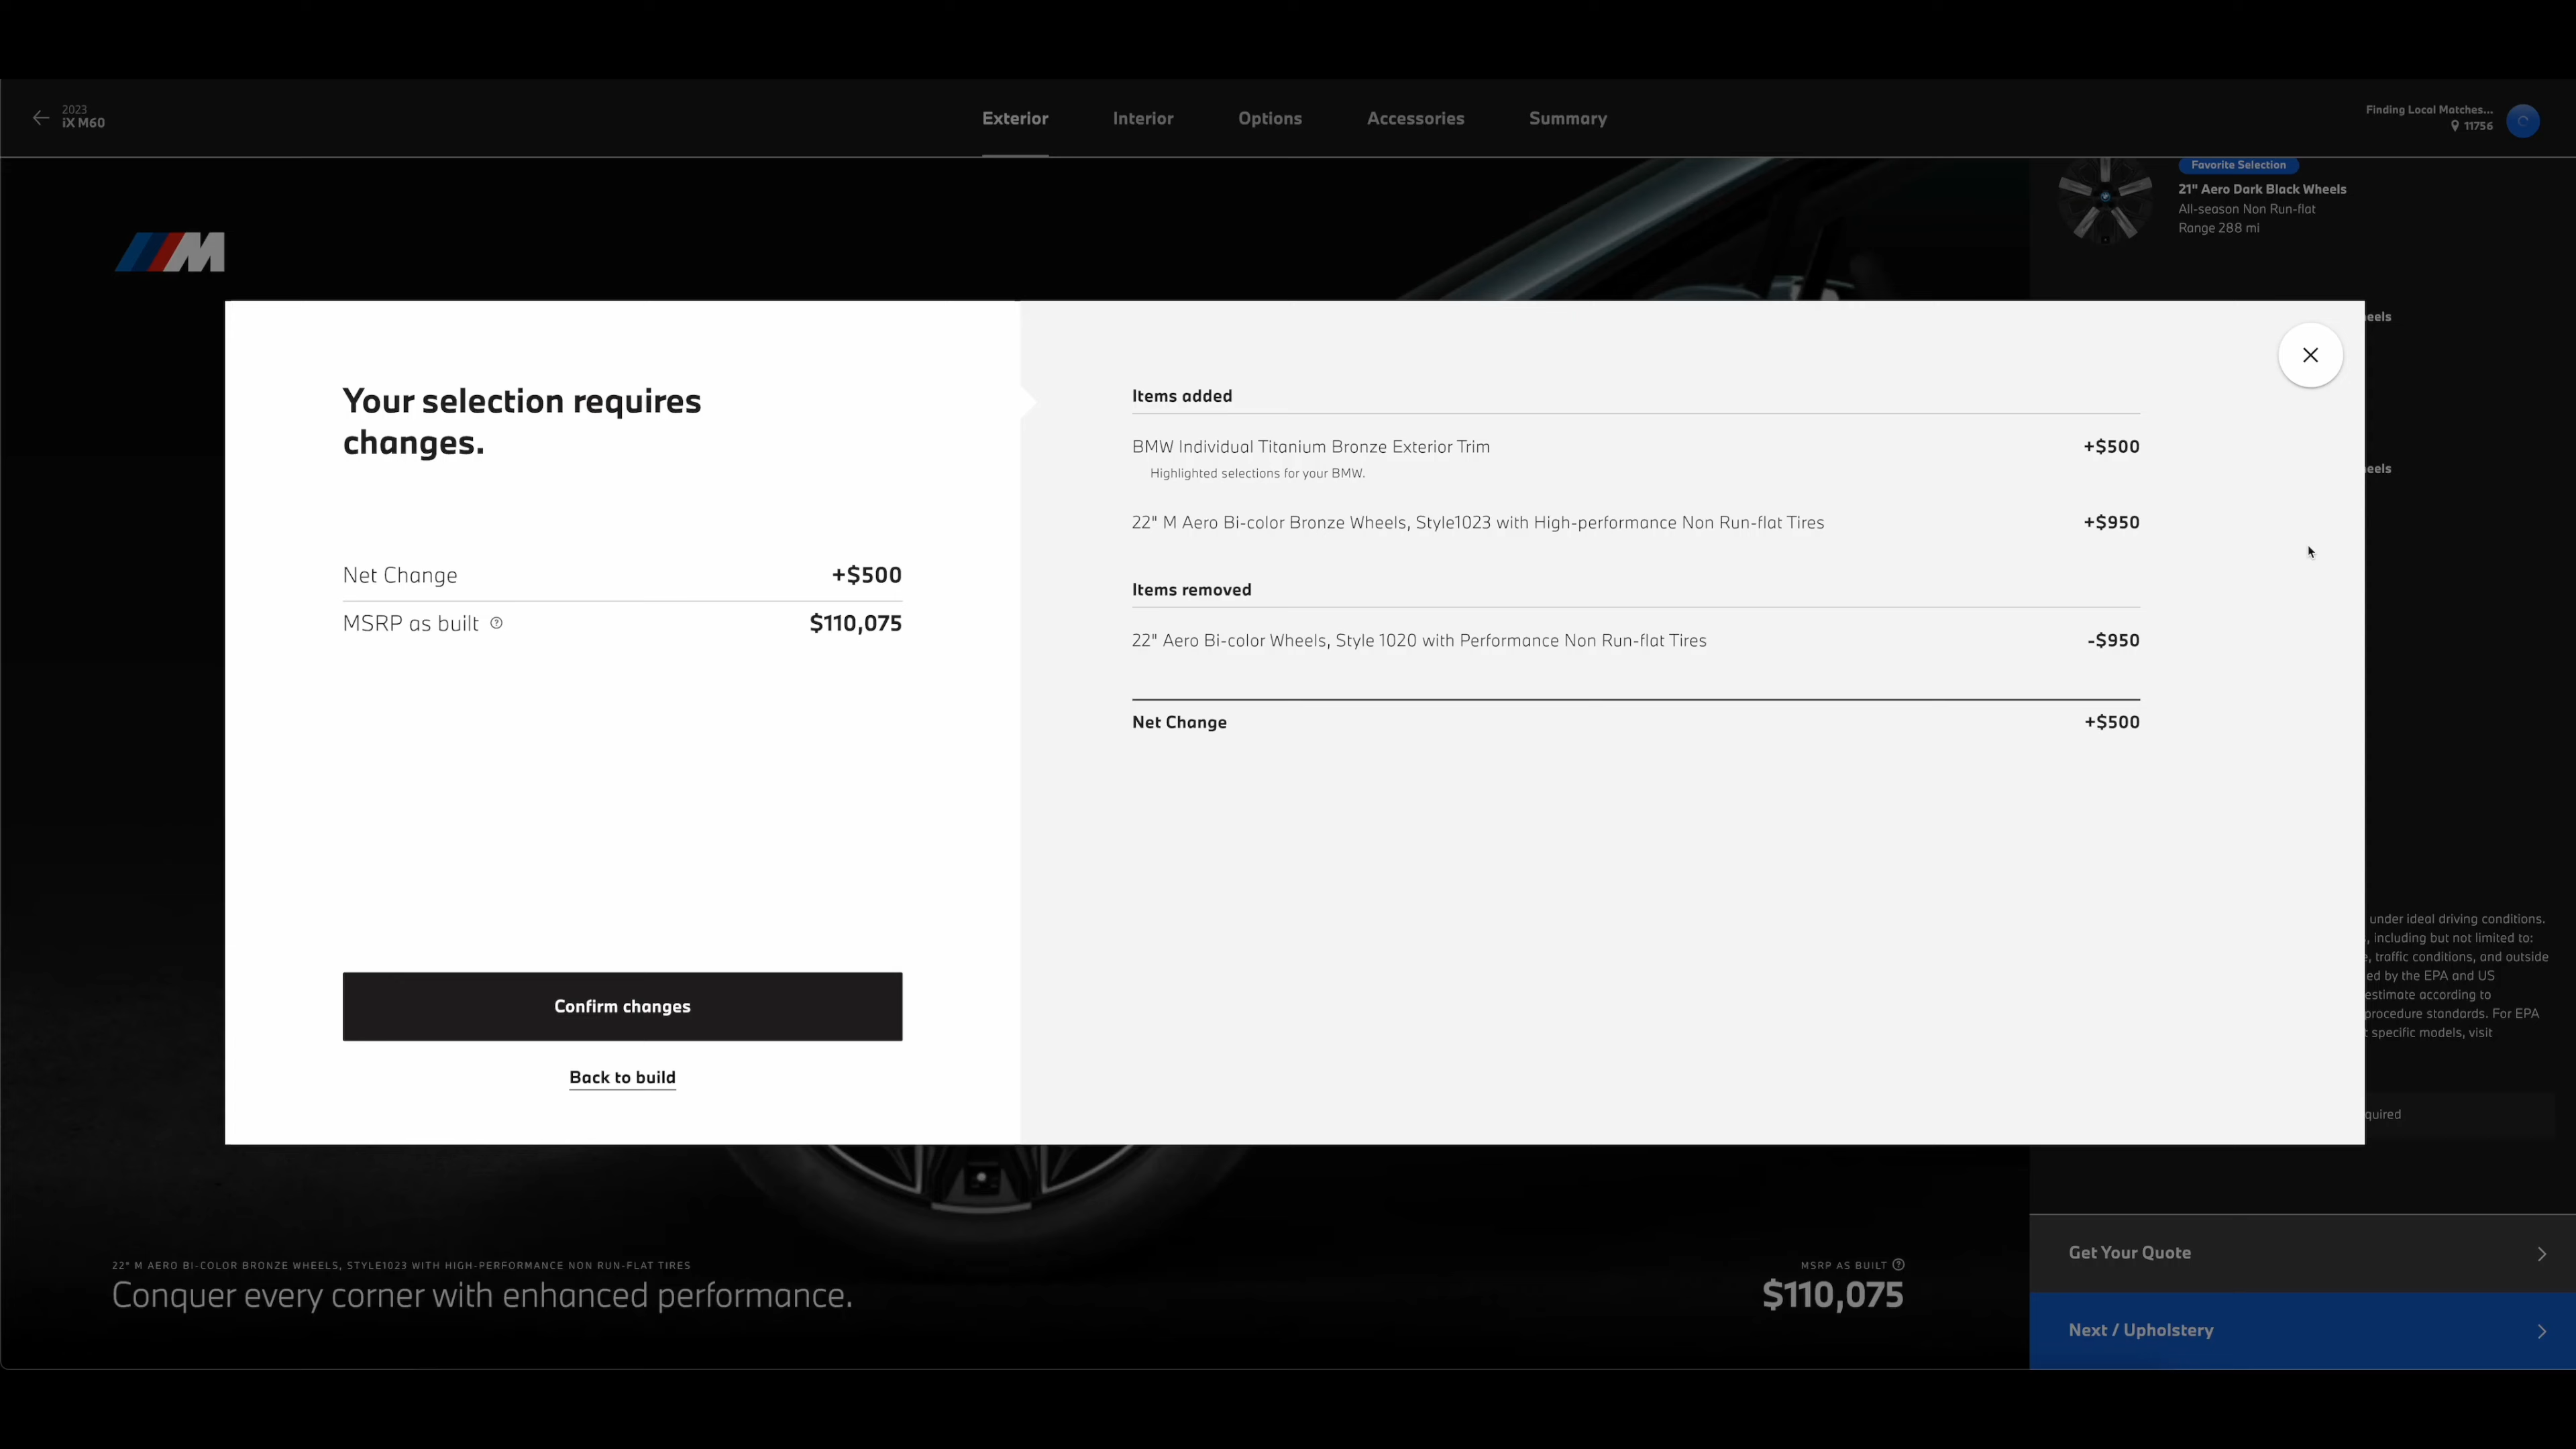 2023
iX M60
Exterior
Interior
Options
Accessories
Summary
Finding Local Matches...
11756
Favorite Selection
21" Aero Dark Black Wheels
All-season Non Run-flat
Range 288 mi
M
eels
eels
Your selection requires
changes.
Net Change +$500
MSRP as built $110,075
Confirm changes
Back to build
Items added
BMW Individual Titanium Bronze Exterior Trim +$500
Highlighted selections for your BMW.
22" M Aero Bi-color Bronze Wheels, Style1023 with High-performance Non Run-flat Tires +$950
Items removed
22" Aero Bi-color Wheels, Style 1020 with Performance Non Run-flat Tires -$950
Net Change +$500
under ideal driving conditions.
, including but not limited to:
, traffic conditions, and outside
ed by the EPA and US
estimate according to
procedure standards. For EPA
specific models, visit
quired
22" M AERO BI-COLOR BRONZE WHEELS, STYLE1023 WITH HIGH-PERFORMANCE NON RUN-FLAT TIRES
Conquer every corner with enhanced performance.
MSRP AS BUILT
$110,075
Get Your Quote
Next / Upholstery